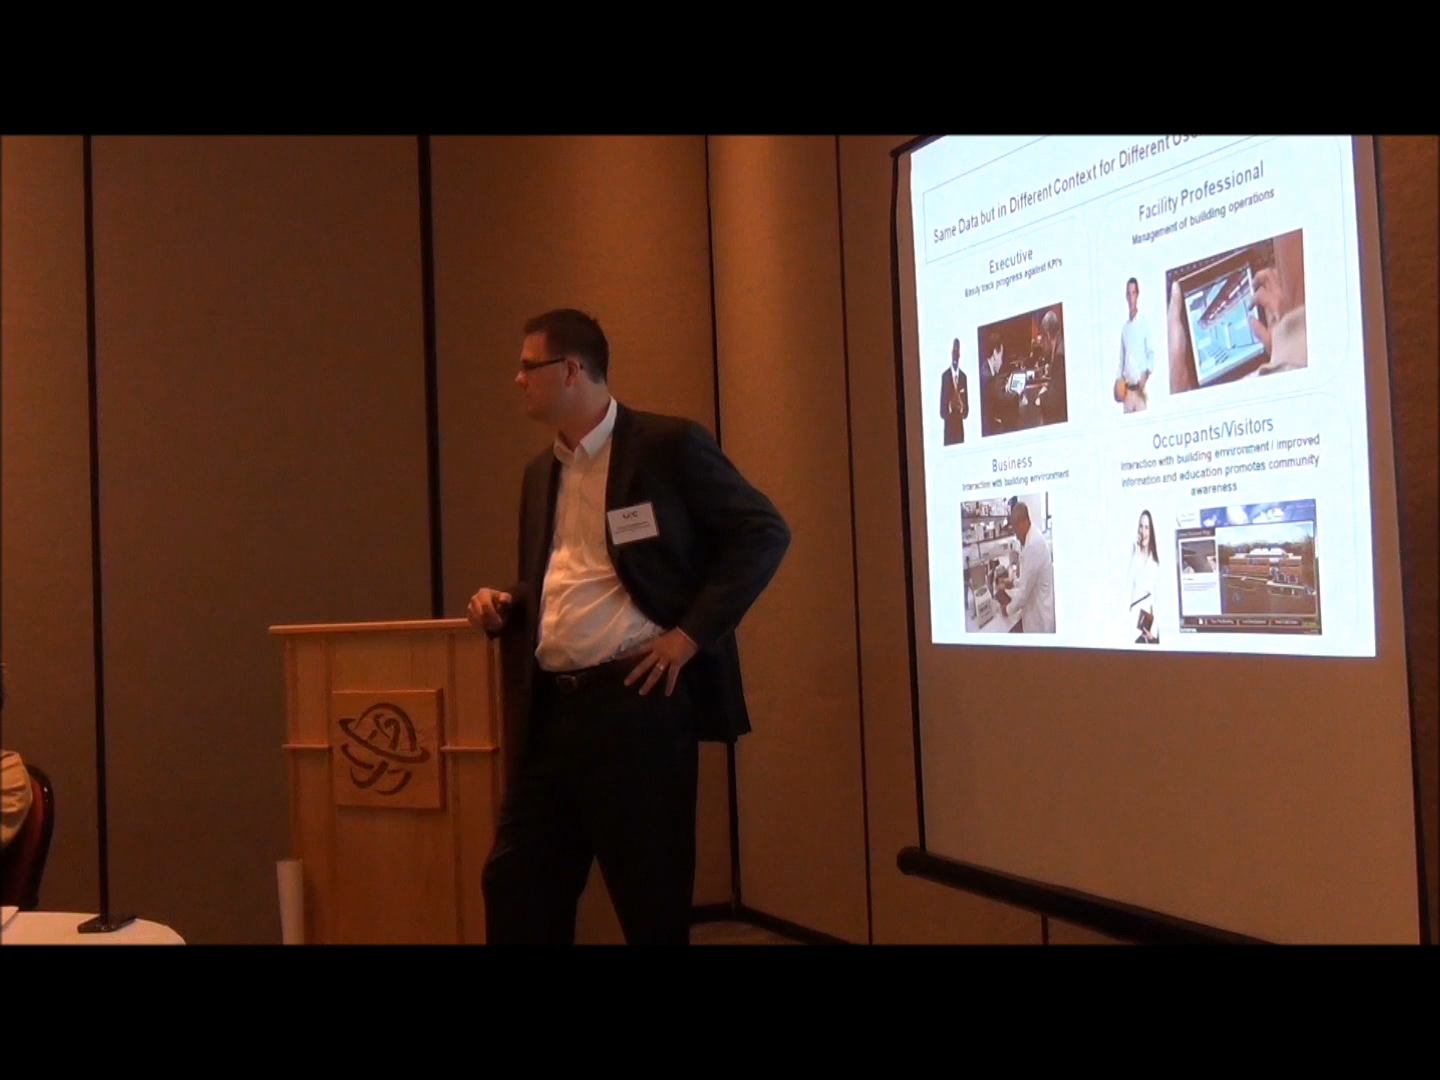 Same Data but in Different Context for Different
Executive
Easily track progress against KPI's
Facility Professional
Management of building operations
Business
Interaction with building environment
Occupants/Visitors
Interaction with building environment / improved
information and education promotes community
awareness